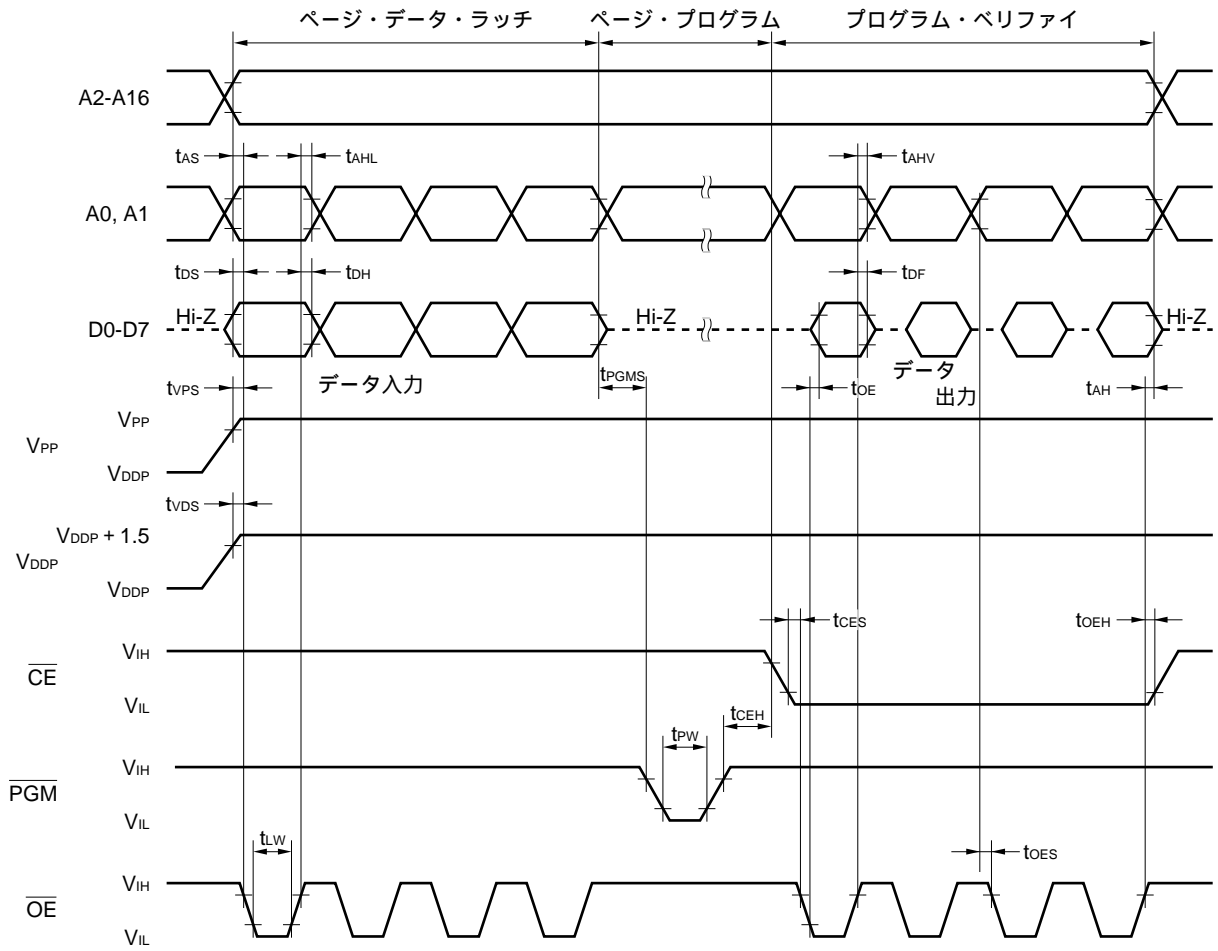 ページ・データ・ラッチ ページ・プログラム プログラム・ベリファイ
A2-A16
tAS tAHL tAHV
A0, A1
tDS tDH tDF
D0-D7 Hi-Z Hi-Z Hi-Z
データ入力 データ
出力
tVPS tPGMS tOE tAH
VPP
VPP
VDDP
tVDS
VDDP + 1.5
VDDP
VDDP
tCES tOEH
VIH
CE
VIL
tCEH
tPW
VIH
PGM
VIL
tLW tOES
VIH
OE
VIL